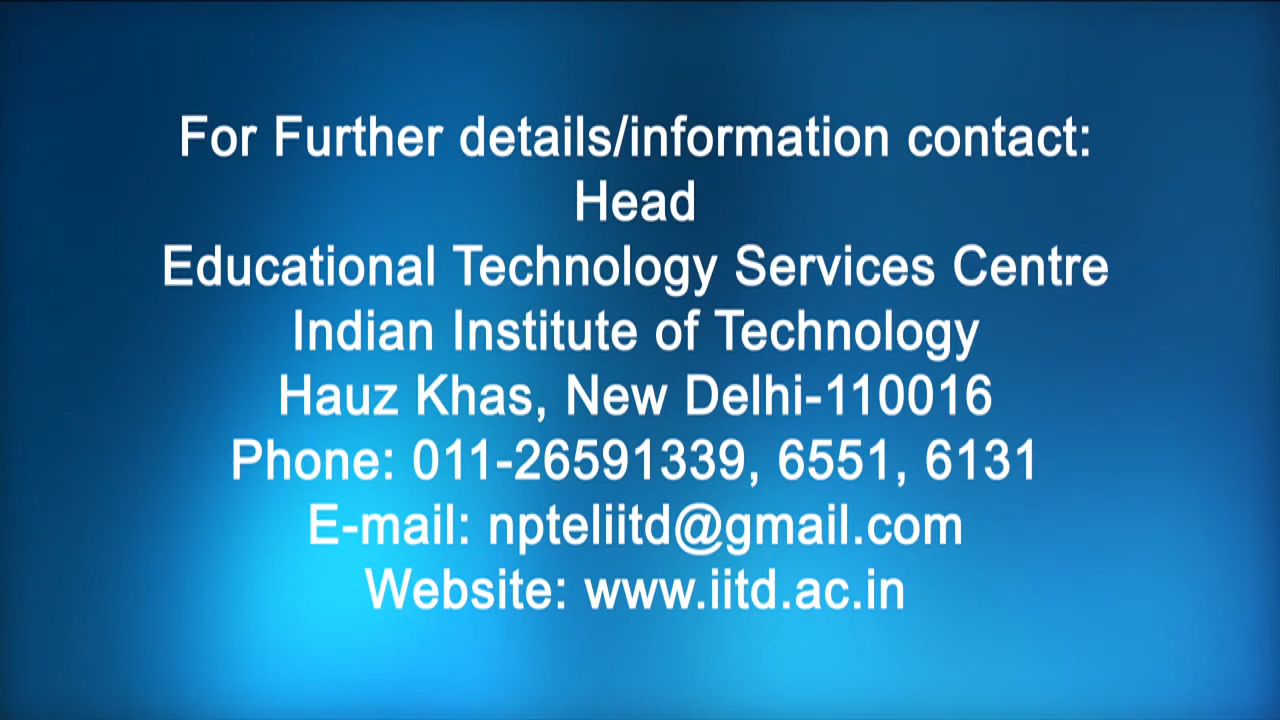 For Further details/information contact:
Head
Educational Technology Services Centre
Indian Institute of Technology
Hauz Khas, New Delhi-110016
Phone: 011-26591339, 6551, 6131
E-mail: npteliitd@gmail.com
Website: www.iitd.ac.in